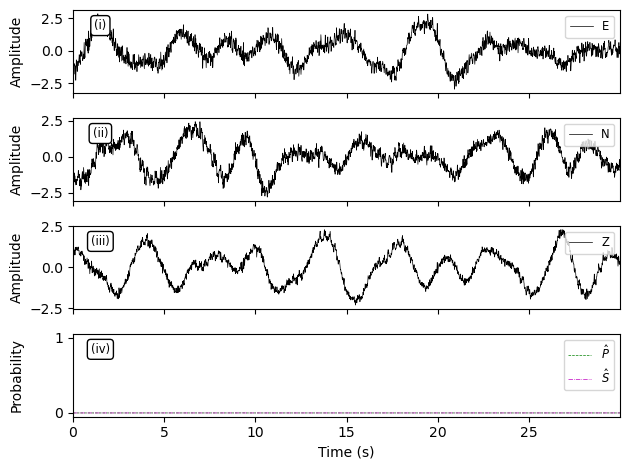 2.5
0.0
−2.5
Amplitude
(i)
E
2.5
0.0
−2.5
Amplitude
(ii)
N
2.5
0.0
−2.5
Amplitude
(iii)
Z
1
0
Probability
(iv)
P̂
Ŝ
0 5 10 15 20 25
Time (s)